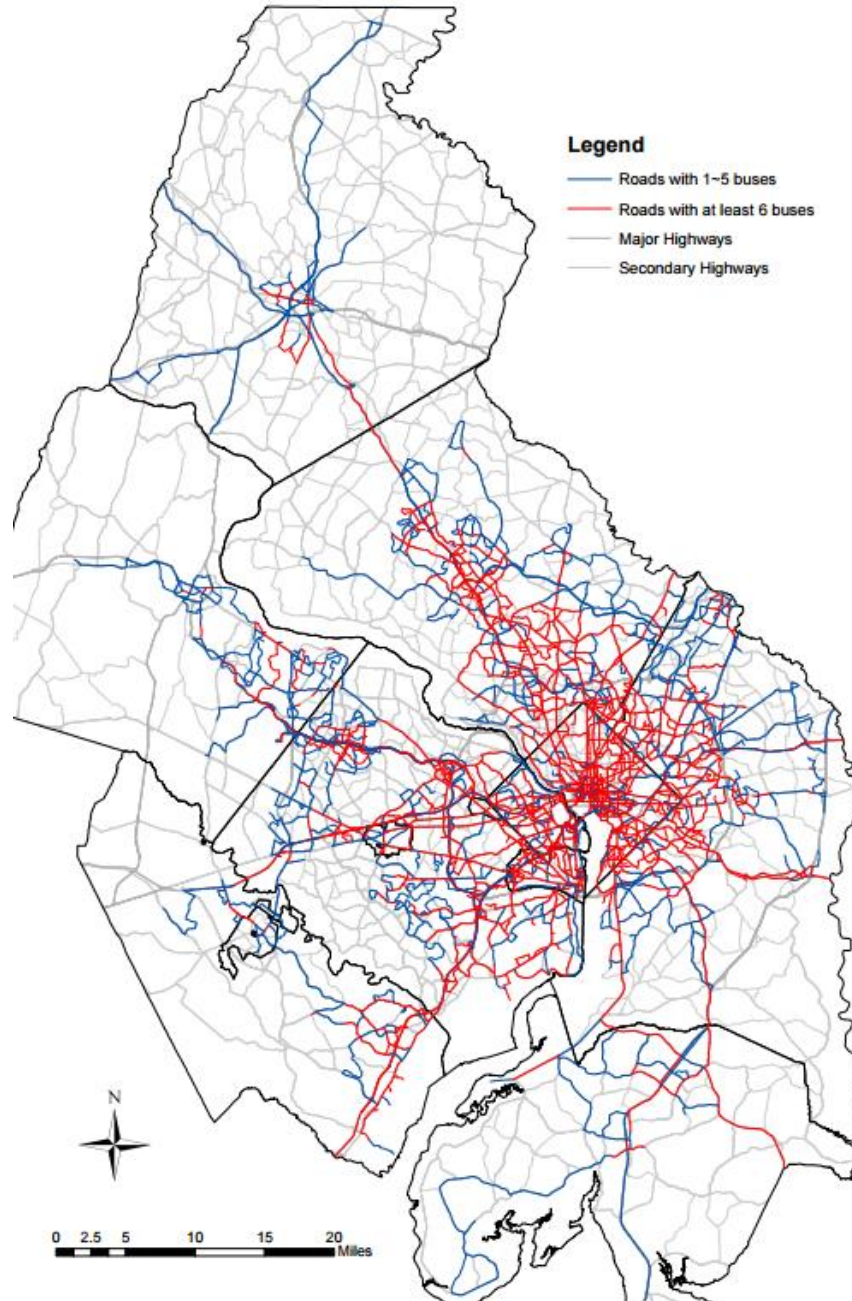 Legend
Roads with 1~5 buses
Roads with at least 6 buses
Major Highways
Secondary Highways
N
0 2.5 5 10 15 20
Miles